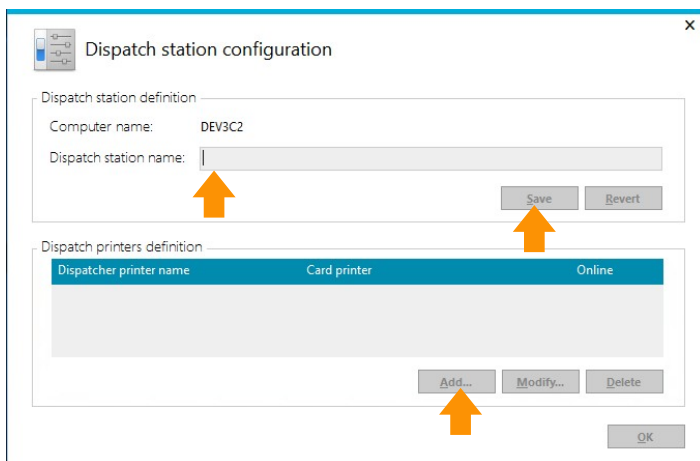 Dispatch station configuration
Dispatch station definition
Computer name: DEV3C2
Dispatch station name:
Save Revert
Dispatch printers definition
Dispatcher printer name Card printer Online
Add... Modify... Delete
OK